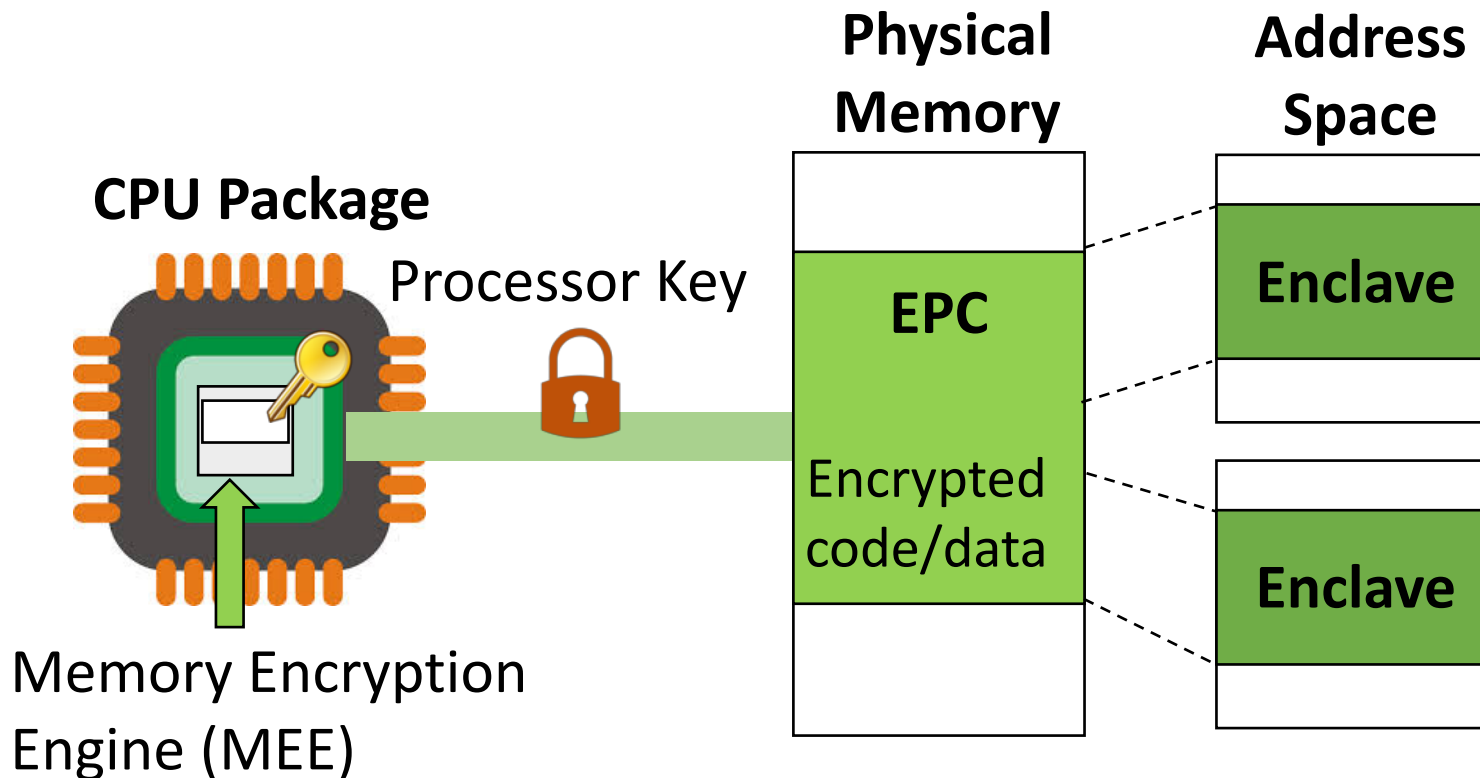 Physical
Memory
Address
Space
CPU Package
Processor Key
EPC
Encrypted
code/data
Enclave
Enclave
Memory Encryption
Engine (MEE)